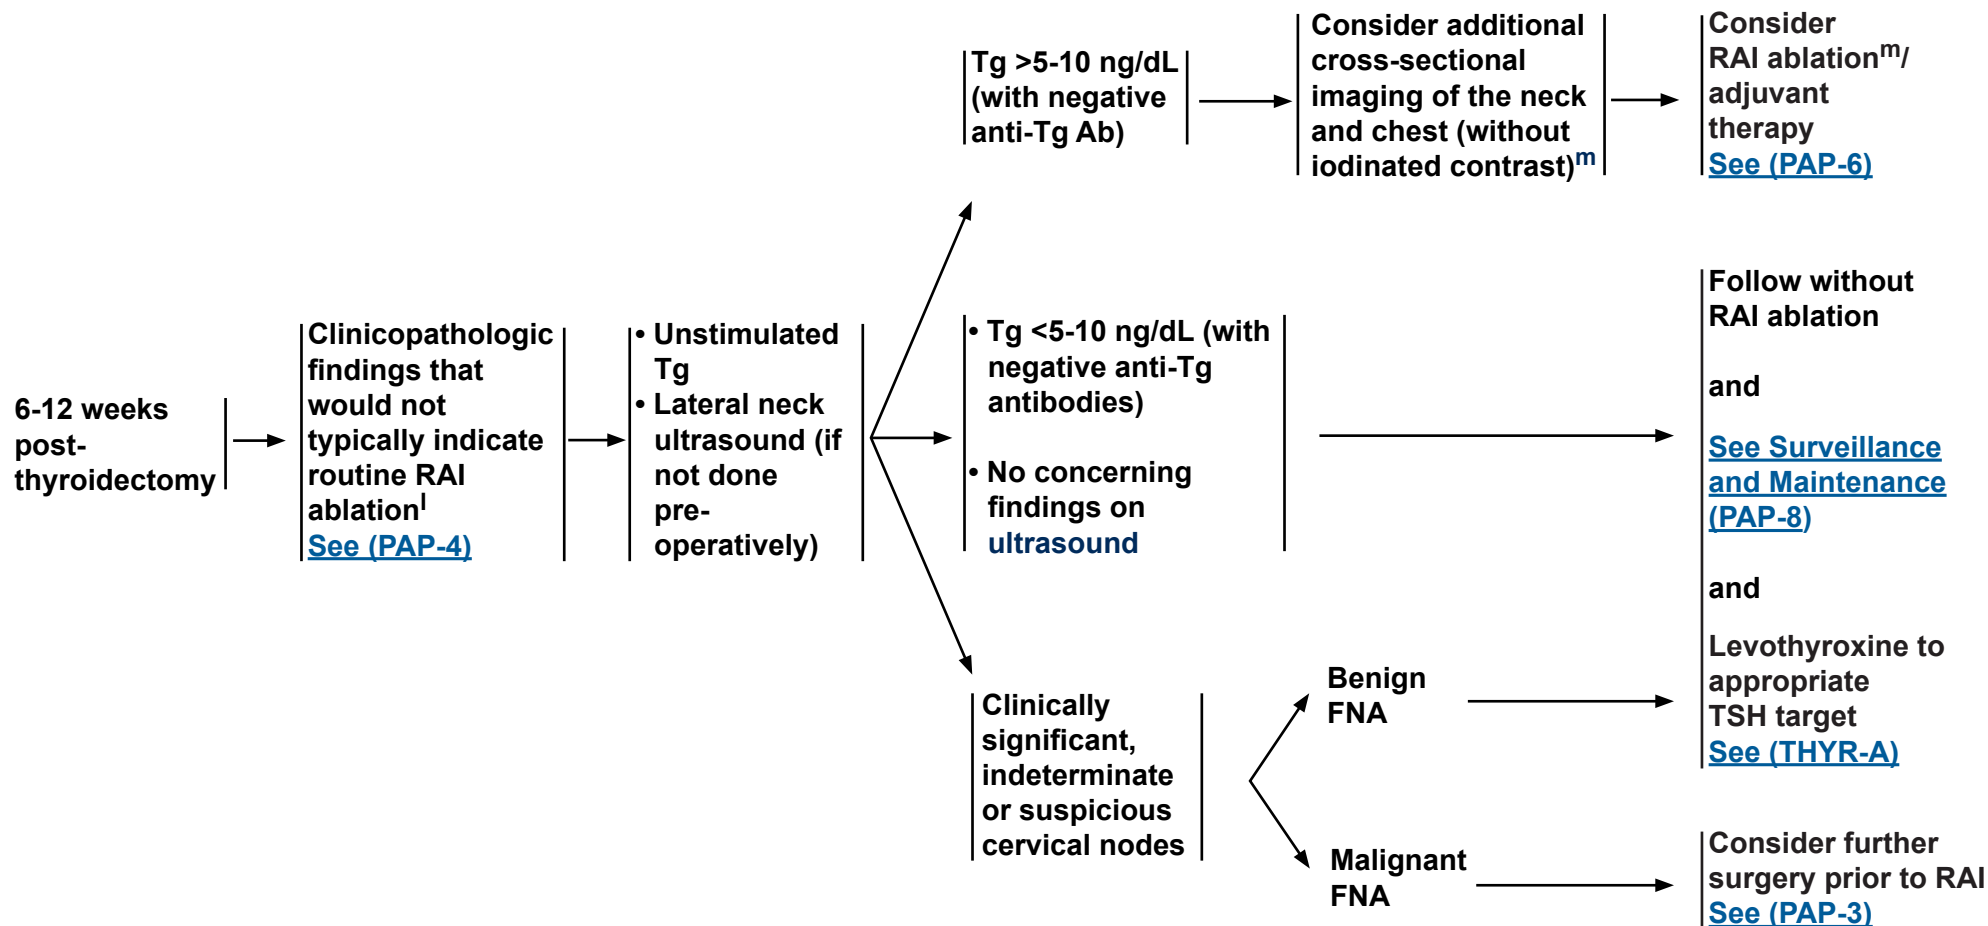 6-12 weeks
post-
thyroidectomy
Clinicopathologic
findings that
would not
typically indicate
routine RAI
ablationl
See (PAP-4)
• Unstimulated
Tg
• Lateral neck
ultrasound (if
not done
pre-
operatively)
Tg >5-10 ng/dL
(with negative
anti-Tg Ab)
Consider additional
cross-sectional
imaging of the neck
and chest (without
iodinated contrast)m
Consider
RAI ablationm/
adjuvant
therapy
See (PAP-6)
• Tg <5-10 ng/dL (with
negative anti-Tg
antibodies)
• No concerning
findings on
ultrasound
Follow without
RAI ablation
and
See Surveillance
and Maintenance
(PAP-8)
and
Levothyroxine to
appropriate
TSH target
See (THYR-A)
Clinically
significant,
indeterminate
or suspicious
cervical nodes
Benign
FNA
Malignant
FNA
Consider further
surgery prior to RAI
See (PAP-3)